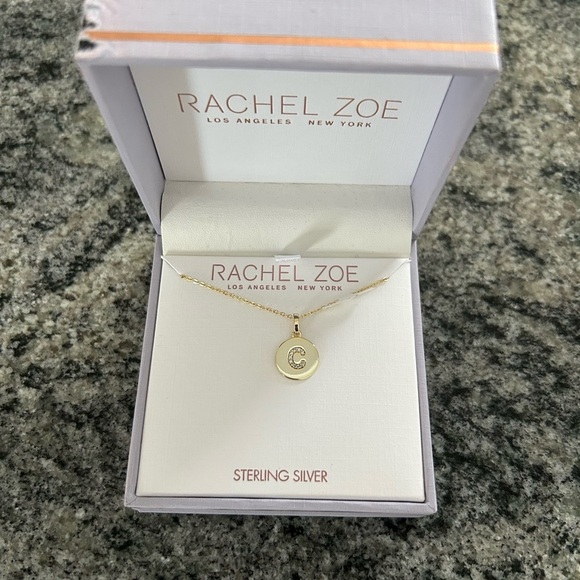 RACHEL ZOE
LOS ANGELES NEW YORK
RACHEL ZOE
LOS ANGELES NEW YORK
C
STERLING SILVER